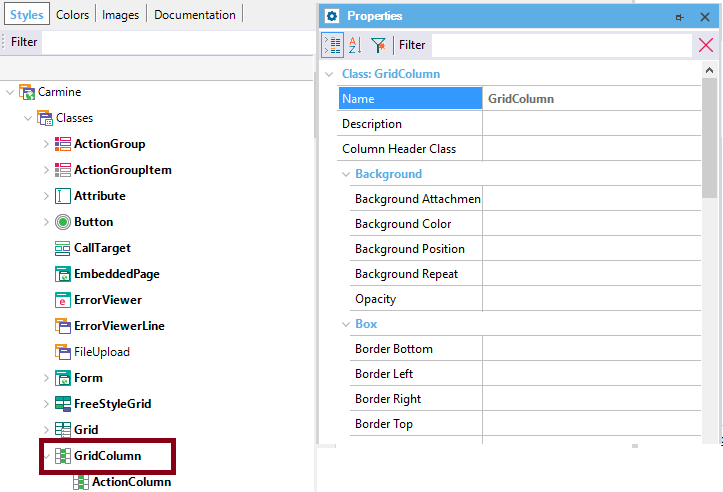 Styles Colors Images Documentation
Filter
Carmine
Classes
ActionGroup
ActionGroupItem
Attribute
Button
CallTarget
EmbeddedPage
ErrorViewer
ErrorViewerLine
FileUpload
Form
FreeStyleGrid
Grid
GridColumn
ActionColumn
Properties
Filter
Class: GridColumn
Name GridColumn
Description
Column Header Class
Background
Background Attachmen
Background Color
Background Position
Background Repeat
Opacity
Box
Border Bottom
Border Left
Border Right
Border Top